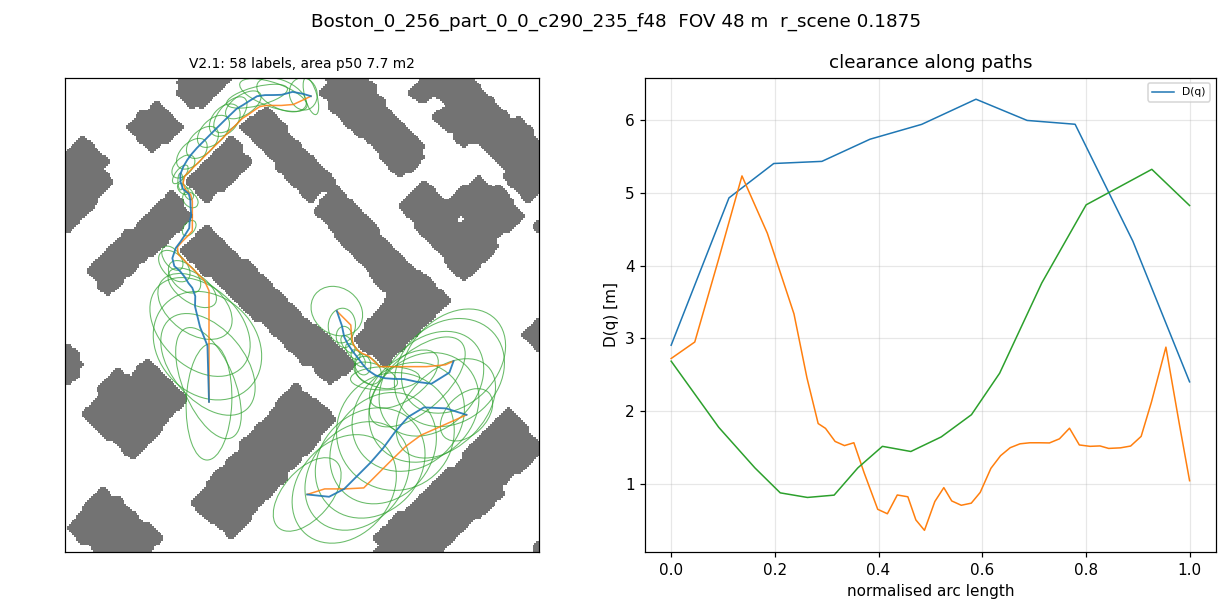 Boston_0_256_part_0_0_c290_235_f48  FOV 48 m  r_scene 0.1875
V2.1: 58 labels, area p50 7.7 m2
clearance along paths
D(q)
D(q) [m]
6
5
4
3
2
1
0.0 0.2 0.4 0.6 0.8 1.0
normalised arc length